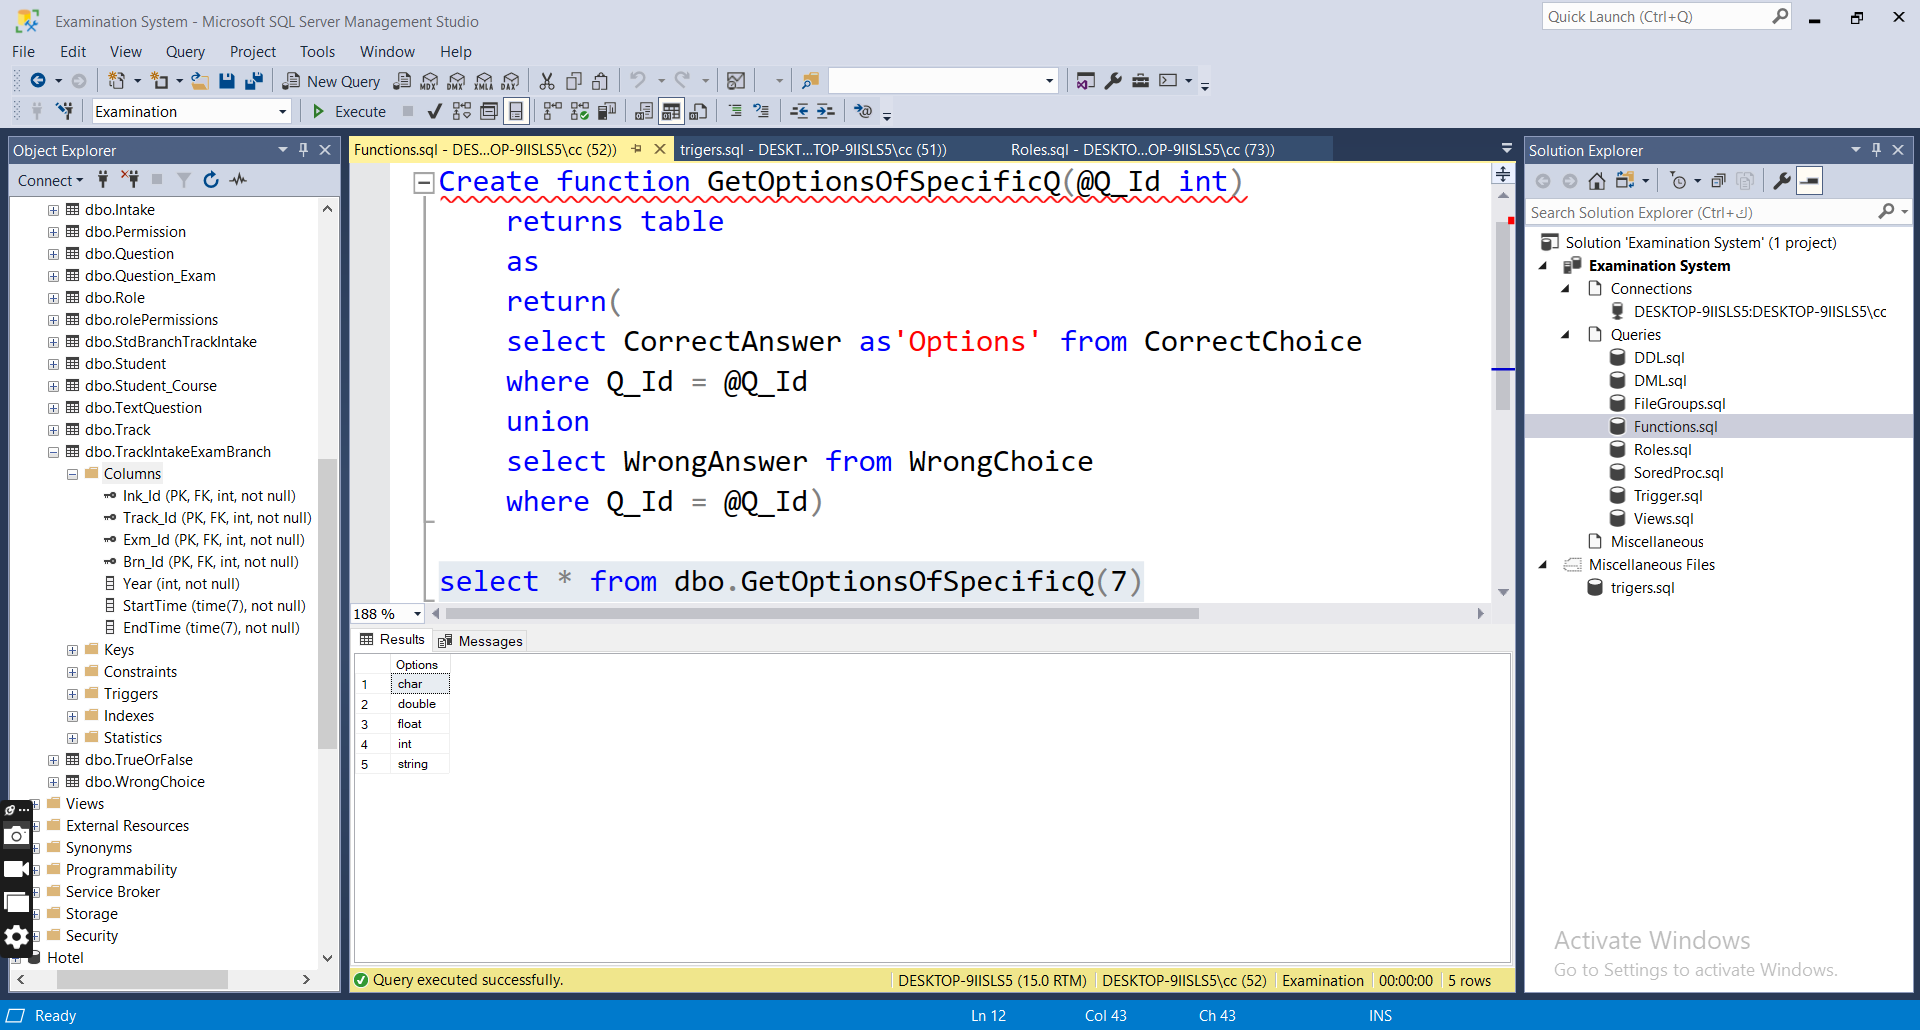 Examination System - Microsoft SQL Server Management Studio
Quick Launch (Ctrl+Q)
File Edit View Query Project Tools Window Help
New Query MDX DMX XMLA DAX
Examination Execute
Object Explorer
Connect
dbo.Intake
dbo.Permission
dbo.Question
dbo.Question_Exam
dbo.Role
dbo.rolePermissions
dbo.StdBranchTrackIntake
dbo.Student
dbo.Student_Course
dbo.TextQuestion
dbo.Track
dbo.TrackIntakeExamBranch
Columns
Ink_Id (PK, FK, int, not null)
Track_Id (PK, FK, int, not null)
Exm_Id (PK, FK, int, not null)
Brn_Id (PK, FK, int, not null)
Year (int, not null)
StartTime (time(7), not null)
EndTime (time(7), not null)
Keys
Constraints
Triggers
Indexes
Statistics
dbo.TrueOrFalse
dbo.WrongChoice
Views
External Resources
Synonyms
Programmability
Service Broker
Storage
Security
Hotel
Functions.sql - DES...OP-9IISLS5\cc (52)) trigers.sql - DESKT...TOP-9IISLS5\cc (51)) Roles.sql - DESKTO...OP-9IISLS5\cc (73))
Create function GetOptionsOfSpecificQ(@Q_Id int)
returns table
as
return(
select CorrectAnswer as'Options' from CorrectChoice
where Q_Id = @Q_Id
union
select WrongAnswer from WrongChoice
where Q_Id = @Q_Id)
select * from dbo.GetOptionsOfSpecificQ(7)
188 %
Results Messages
Options
1 char
2 double
3 float
4 int
5 string
Query executed successfully. DESKTOP-9IISLS5 (15.0 RTM) DESKTOP-9IISLS5\cc (52) Examination 00:00:00 5 rows
Solution Explorer
Search Solution Explorer (Ctrl+ك)
Solution 'Examination System' (1 project)
Examination System
Connections
DESKTOP-9IISLS5:DESKTOP-9IISLS5\cc
Queries
DDL.sql
DML.sql
FileGroups.sql
Functions.sql
Roles.sql
SoredProc.sql
Trigger.sql
Views.sql
Miscellaneous
Miscellaneous Files
trigers.sql
Activate Windows
Go to Settings to activate Windows.
Ready Ln 12 Col 43 Ch 43 INS